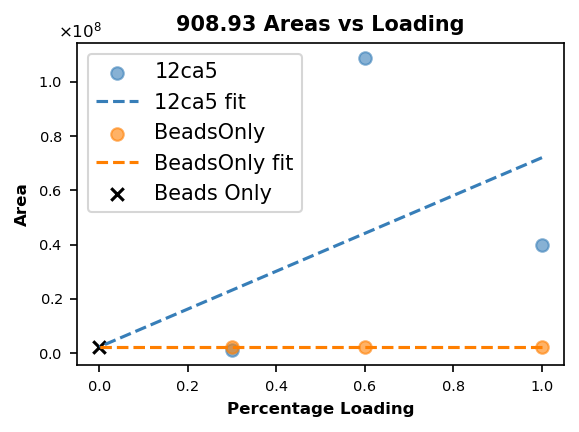 908.93 Areas vs Loading
×10⁸
12ca5
12ca5 fit
BeadsOnly
BeadsOnly fit
Beads Only
Area
1.0
0.8
0.6
0.4
0.2
0.0
0.0 0.2 0.4 0.6 0.8 1.0
Percentage Loading